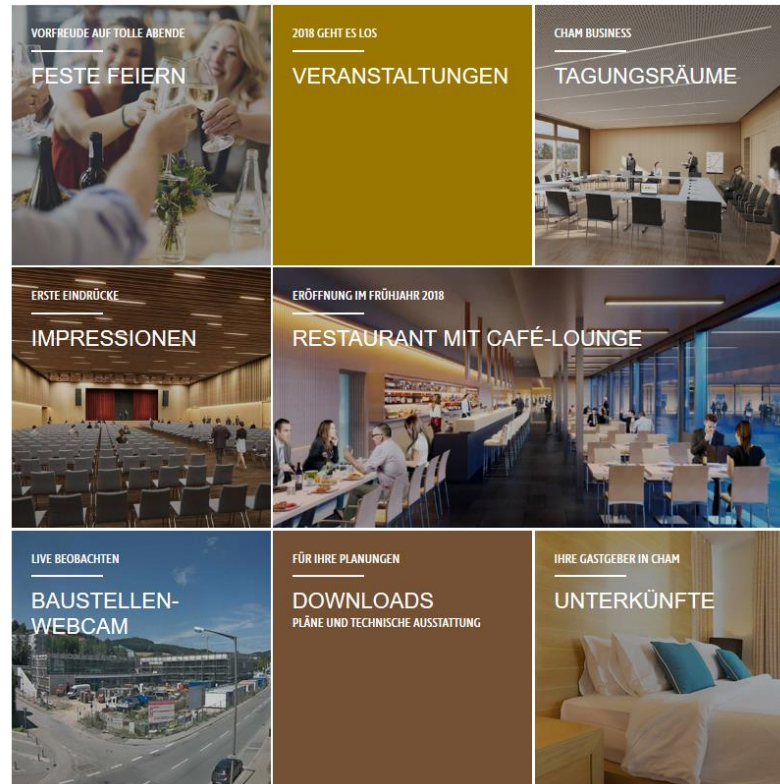 VORFREUDE AUF TOLLE ABENDE
FESTE FEIERN
2018 GEHT ES LOS
VERANSTALTUNGEN
CHAM BUSINESS
TAGUNGSRÄUME
ERSTE EINDRÜCKE
IMPRESSIONEN
ERÖFFNUNG IM FRÜHJAHR 2018
RESTAURANT MIT CAFÉ-LOUNGE
LIVE BEOBACHTEN
BAUSTELLEN-
WEBCAM
FÜR IHRE PLANUNGEN
DOWNLOADS
PLÄNE UND TECHNISCHE AUSSTATTUNG
IHRE GASTGEBER IN CHAM
UNTERKÜNFTE